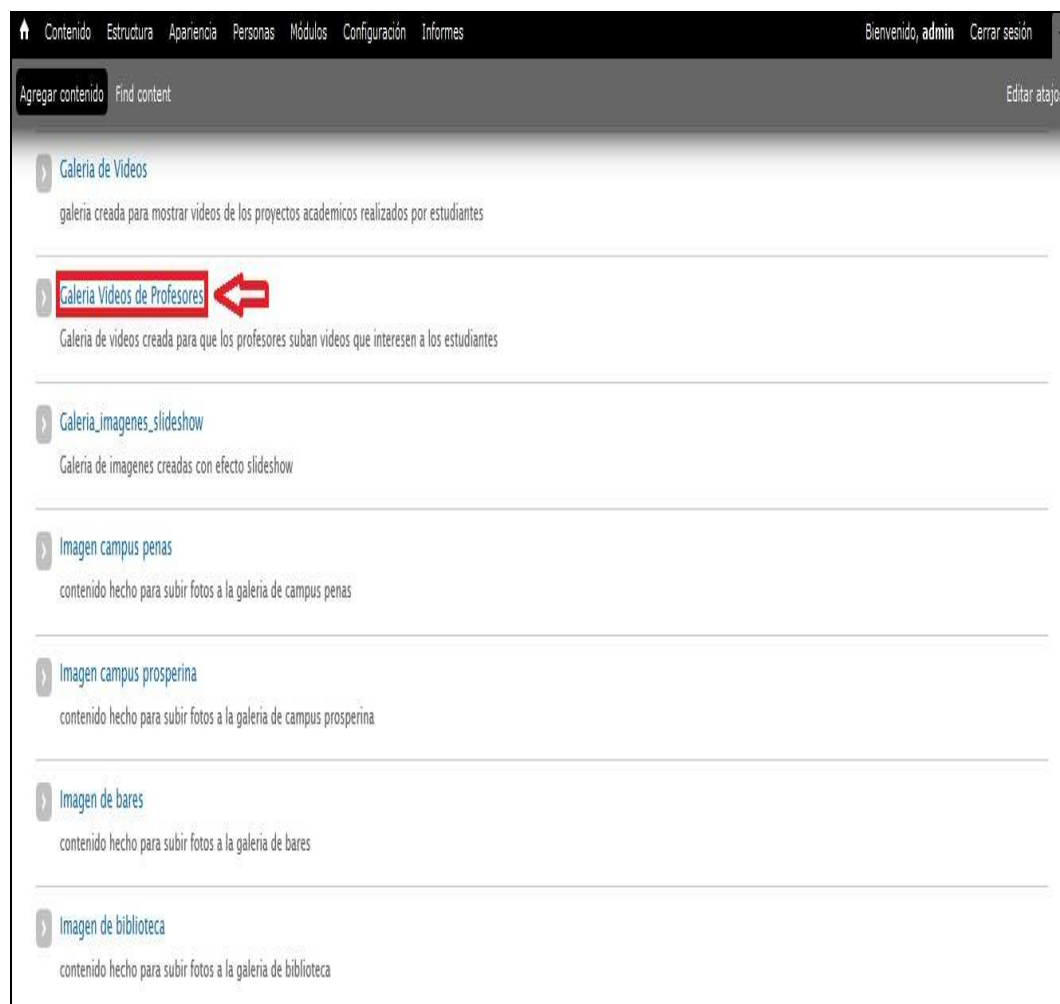 Contenido Estructura Apariencia Personas Módulos Configuración Informes Bienvenido, admin Cerrar sesión
Agregar contenido Find content Editar atajo
Galeria de Videos
galeria creada para mostrar videos de los proyectos academicos realizados por estudiantes
Galeria Videos de Profesores
Galeria de videos creada para que los profesores suban videos que interesen a los estudiantes
Galeria_imagenes_slideshow
Galeria de imagenes creadas con efecto slideshow
Imagen campus penas
contenido hecho para subir fotos a la galeria de campus penas
Imagen campus prosperina
contenido hecho para subir fotos a la galeria de campus prosperina
Imagen de bares
contenido hecho para subir fotos a la galeria de bares
Imagen de biblioteca
contenido hecho para subir fotos a la galeria de biblioteca